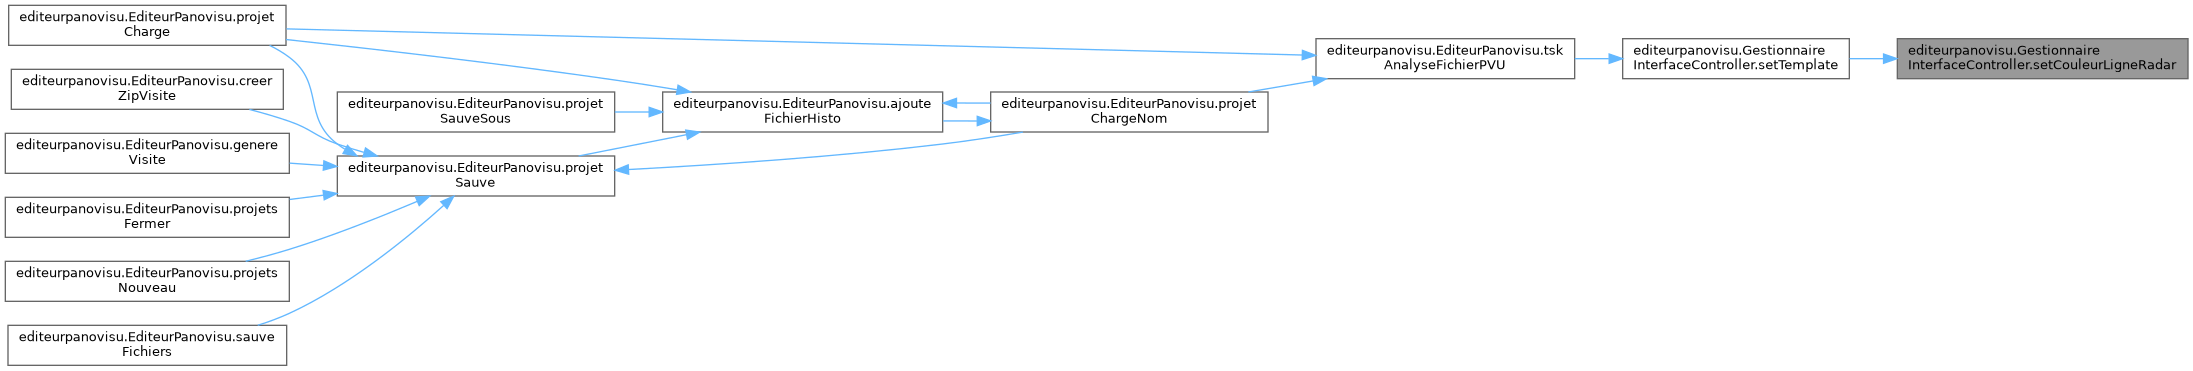 editeurpanovisu.EditeurPanovisu.projet
Charge
editeurpanovisu.EditeurPanovisu.creer
ZipVisite
editeurpanovisu.EditeurPanovisu.genere
Visite
editeurpanovisu.EditeurPanovisu.projets
Fermer
editeurpanovisu.EditeurPanovisu.projets
Nouveau
editeurpanovisu.EditeurPanovisu.sauve
Fichiers
editeurpanovisu.EditeurPanovisu.projet
SauveSous
editeurpanovisu.EditeurPanovisu.projet
Sauve
editeurpanovisu.EditeurPanovisu.ajoute
FichierHisto
editeurpanovisu.EditeurPanovisu.projet
ChargeNom
editeurpanovisu.EditeurPanovisu.tsk
AnalyseFichierPVU
editeurpanovisu.Gestionnaire
InterfaceController.setTemplate
editeurpanovisu.Gestionnaire
InterfaceController.setCouleurLigneRadar